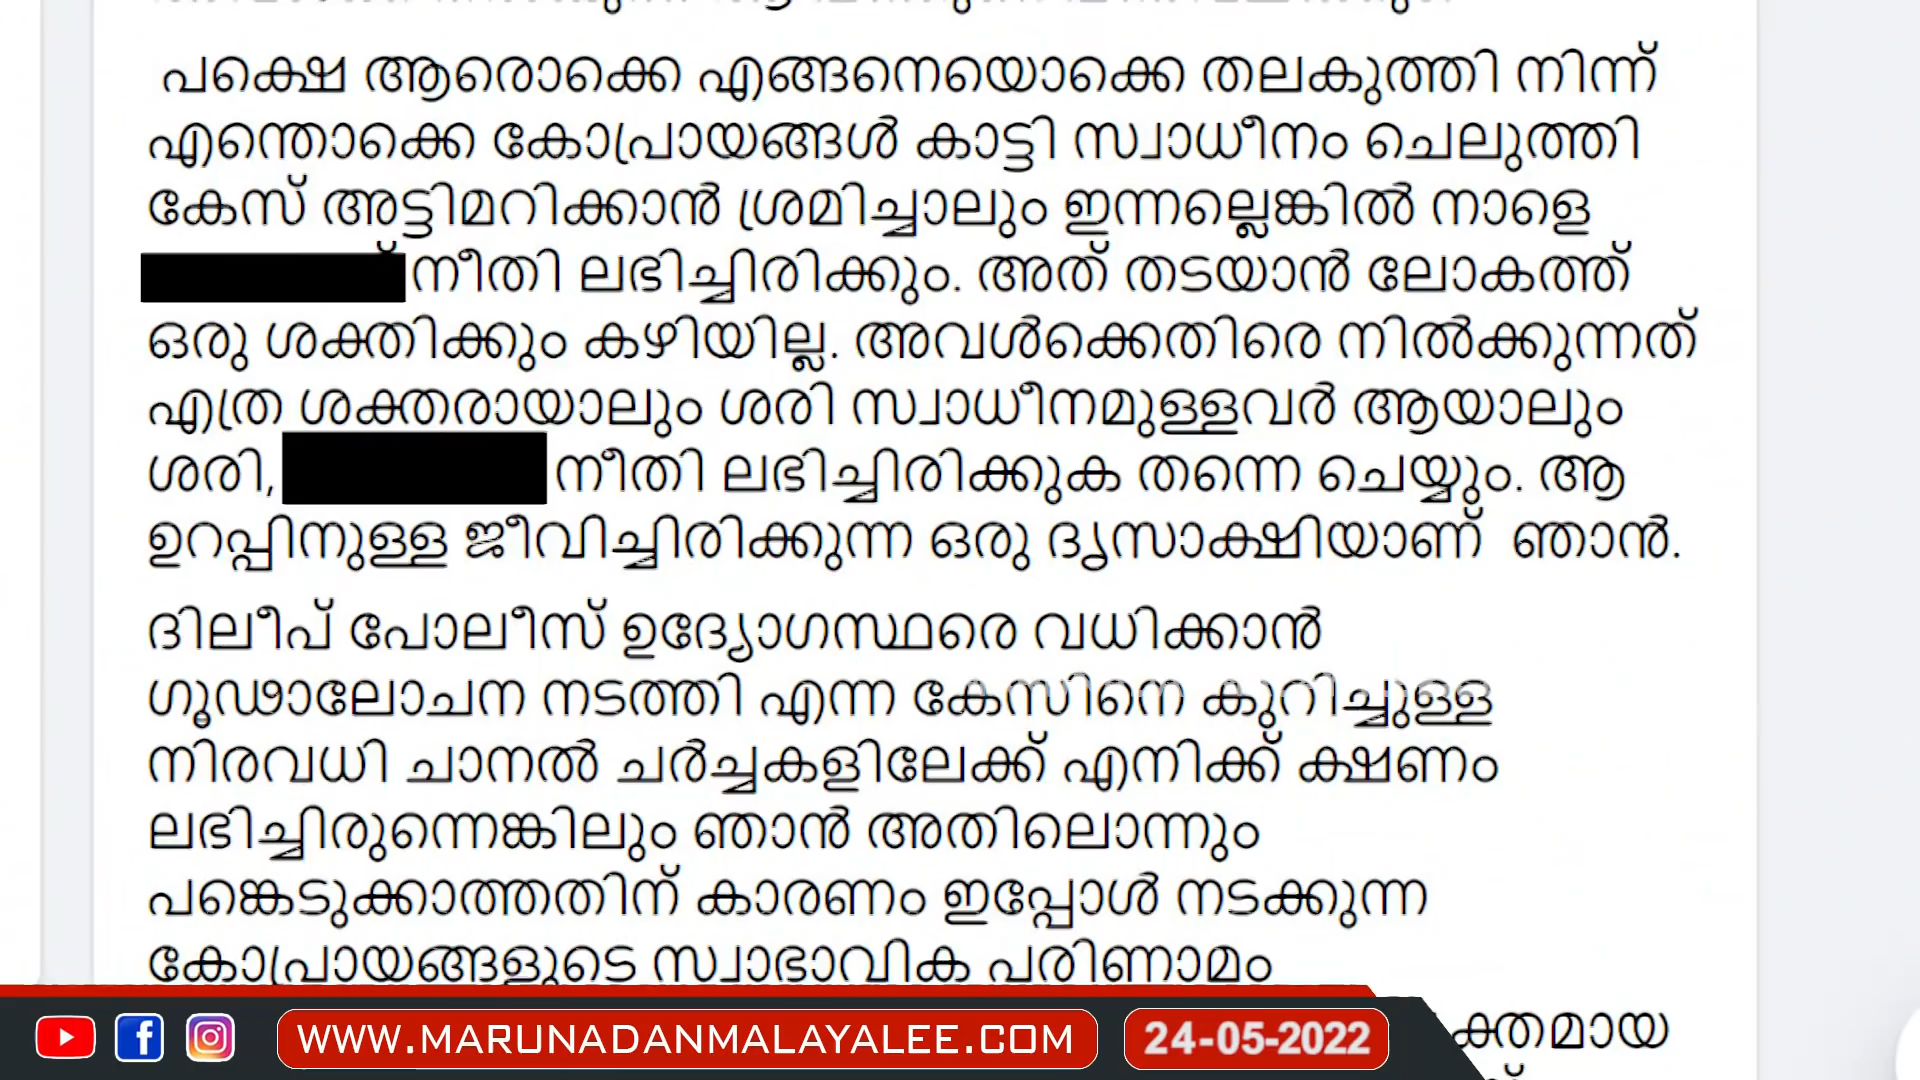 പക്ഷെ ആരൊക്കെ എങ്ങനെയൊക്കെ തലകുത്തി നിന്ന്
എന്തൊക്കെ കോപ്രായങ്ങൾ കാട്ടി സ്വാധീനം ചെലുത്തി
കേസ് അട്ടിമറിക്കാൻ ശ്രമിച്ചാലും ഇന്നല്ലെങ്കിൽ നാളെ
നീതി ലഭിച്ചിരിക്കും. അത് തടയാൻ ലോകത്ത്
ഒരു ശക്തിക്കും കഴിയില്ല. അവൾക്കെതിരെ നിൽക്കുന്നത്
എത്ര ശക്തരായാലും ശരി സ്വാധീനമുള്ളവർ ആയാലും
ശരി, നീതി ലഭിച്ചിരിക്കുക തന്നെ ചെയ്യും. ആ
ഉറപ്പിനുള്ള ജീവിച്ചിരിക്കുന്ന ഒരു ദൃസാക്ഷിയാണ് ഞാൻ.
ദിലീപ് പോലീസ് ഉദ്യോഗസ്ഥരെ വധിക്കാൻ
ഗൂഢാലോചന നടത്തി എന്ന കേസിനെ കുറിച്ചുള്ള
നിരവധി ചാനൽ ചർച്ചകളിലേക്ക് എനിക്ക് ക്ഷണം
ലഭിച്ചിരുന്നെങ്കിലും ഞാൻ അതിലൊന്നും
പങ്കെടുക്കാത്തതിന് കാരണം ഇപ്പോൾ നടക്കുന്ന
കോപ്രായങ്ങളുടെ സ്വാഭാവിക പരിണാമം
ക്തമായ
WWW.MARUNADANMALAYALEE.COM
24-05-2022